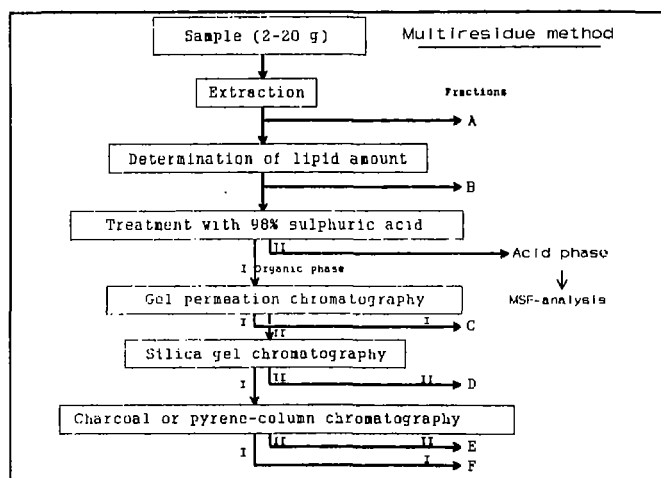 Sample (2-20 g)
Multiresidue method
Extraction
Fractions
A
Determination of lipid amount
B
Treatment with 98% sulphuric acid
II
Acid phase
I Organic phase
MSF-analysis
Gel permeation chromatography
I I C
II
Silica gel chromatography
I II II D
Charcoal or pyrene-column chromatography
II II E
I I F